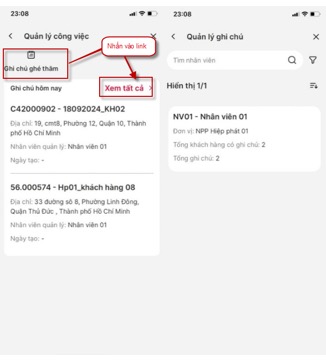 23:08
Quản lý công việc
Nhấn vào link
Ghi chú ghé thăm
Ghi chú hôm nay
Xem tất cả
C42000902 - 18092024_KH02
Địa chỉ: 19, cmt8, Phường 12, Quận 10, Thành
phố Hồ Chí Minh
Nhân viên quản lý: Nhân viên 01
Ngày tạo: -
56.000574 - Hp01_khách hàng 08
Địa chỉ: 33 đường số 8, Phường Linh Đông,
Quận Thủ Đức , Thành phố Hồ Chí Minh
Nhân viên quản lý: Nhân viên 01
Ngày tạo: -
23:08
Quản lý ghi chú
Tìm nhân viên
Hiển thị 1/1
NV01 - Nhân viên 01
Đơn vị: NPP Hiệp phát 01
Tổng khách hàng có ghi chú: 2
Tổng ghi chú: 2